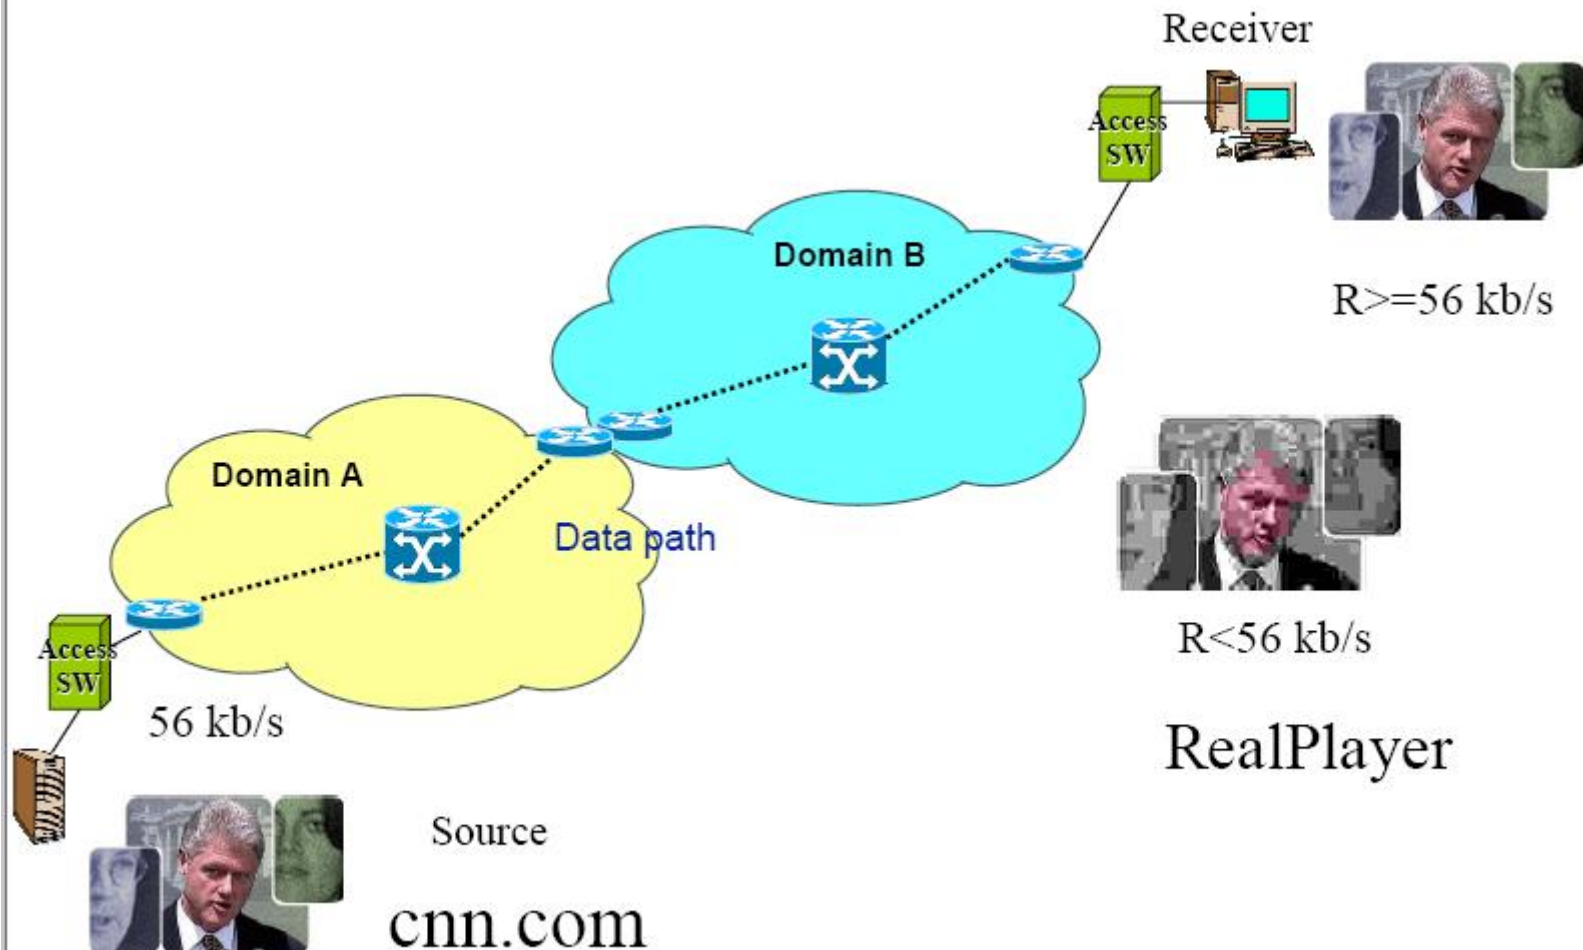 Receiver
Access
SW
Domain B
R>=56 kb/s
Domain A
Data path
R<56 kb/s
Access
SW
56 kb/s
RealPlayer
Source
cnn.com